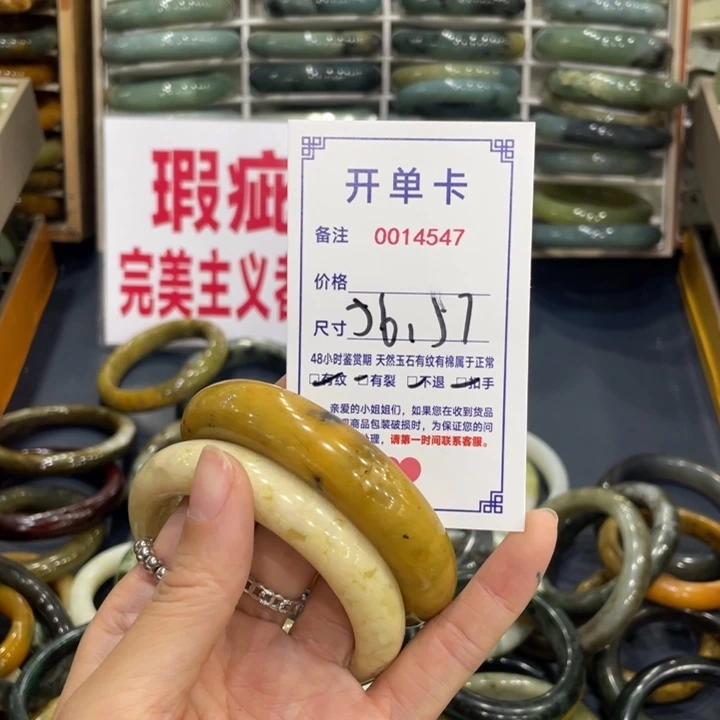 瑕疵
完美主义者
开单卡
备注 0014547
价格
尺寸 56.57
48小时鉴赏期 天然玉石有纹有棉属于正常
□有纹 □有裂 □不退 □扣手
亲爱的小姐姐们，如果您在收到货品
商品包装破损时，为保证您的问
处理，请第一时间联系客服。